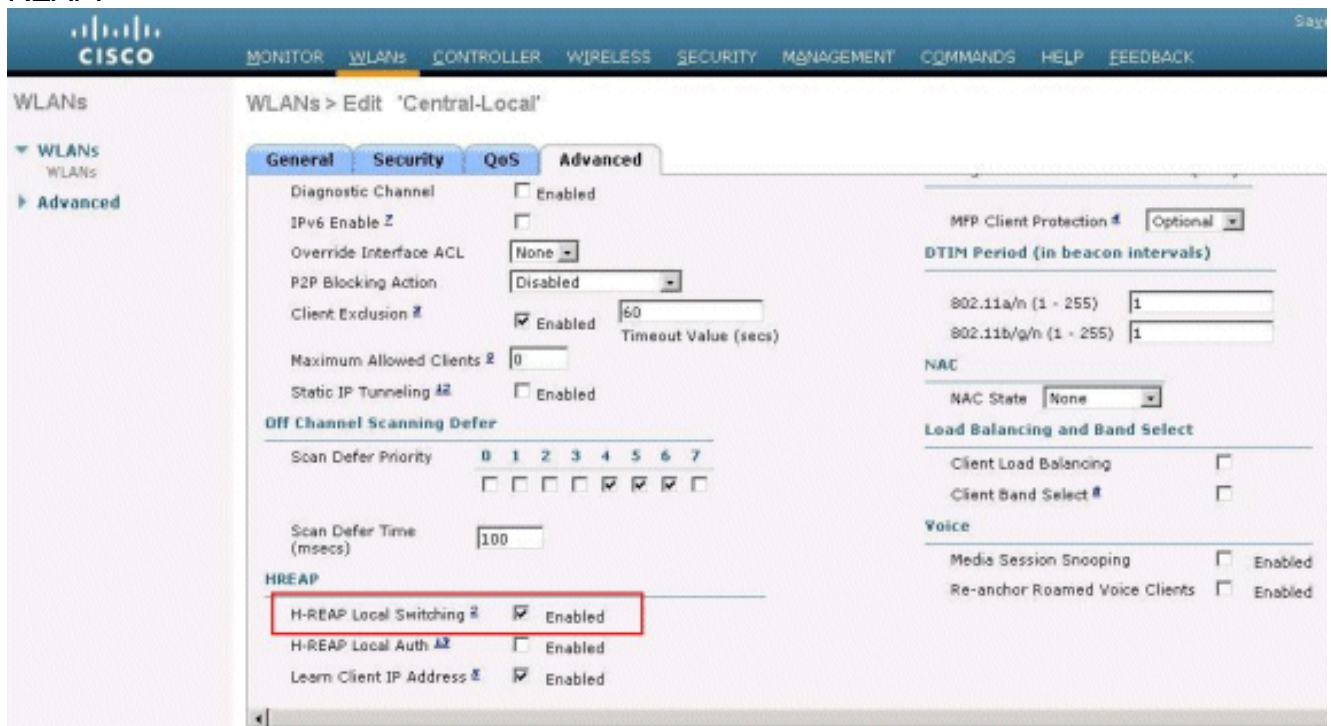 CISCO
MONITOR WLANs CONTROLLER WIRELESS SECURITY MANAGEMENT COMMANDS HELP FEEDBACK
WLANs
WLANs
WLANs
Advanced
WLANs > Edit 'Central-Local'
General Security QoS Advanced
Diagnostic Channel Enabled
IPv6 Enable 7
Override Interface ACL None
P2P Blocking Action Disabled
Client Exclusion Enabled 60
Timeout Value (secs)
Maximum Allowed Clients 0
Static IP Tunneling 12 Enabled
Off Channel Scanning Defer
Scan Defer Priority 0 1 2 3 4 5 6 7
Scan Defer Time (msecs) 100
HREAP
H-REAP Local Switching 2 Enabled
H-REAP Local Auth 12 Enabled
Learn Client IP Address Enabled
MFP Client Protection 4 Optional
DTIM Period (in beacon intervals)
802.11a/n (1 - 255) 1
802.11b/g/n (1 - 255) 1
NAC
NAC State None
Load Balancing and Band Select
Client Load Balancing
Client Band Select
Voice
Media Session Snooping Enabled
Re-anchor Roamed Voice Clients Enabled